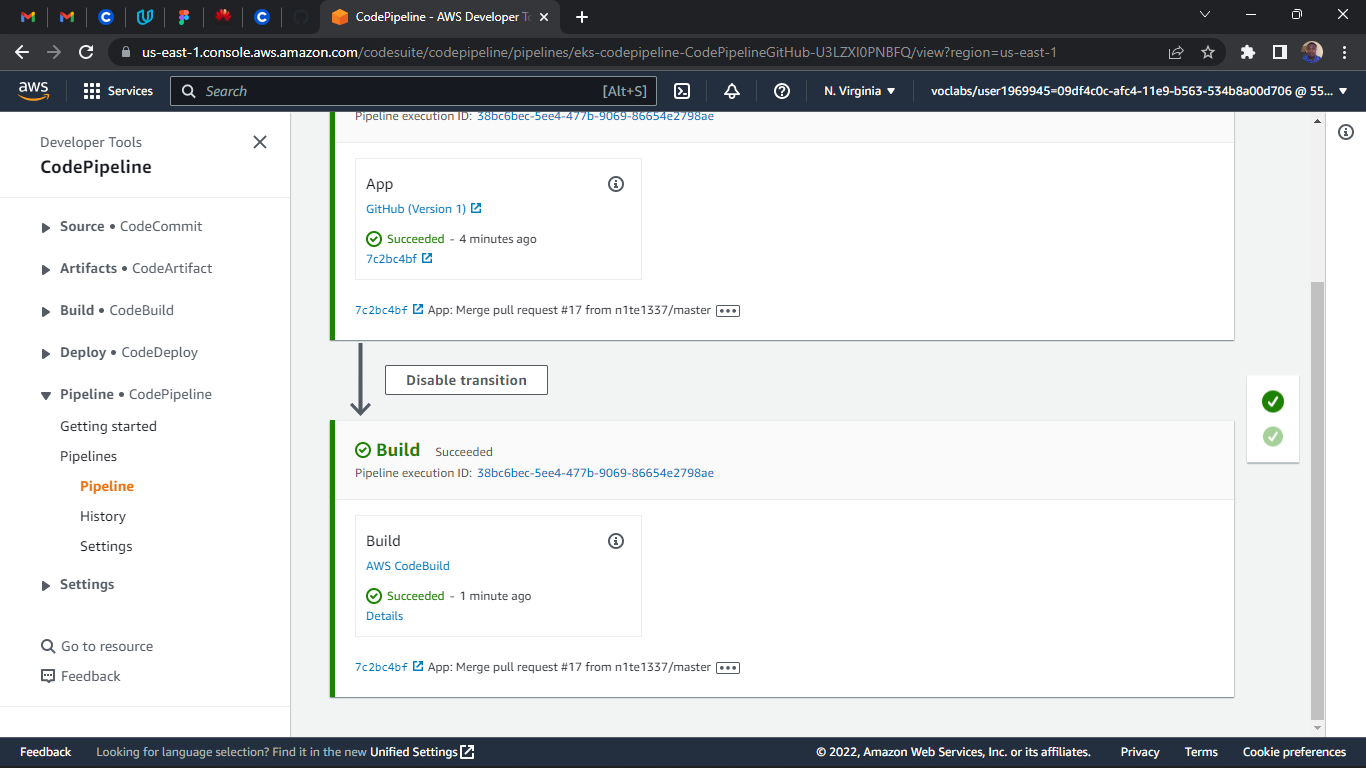 CodePipeline - AWS Developer To
us-east-1.console.aws.amazon.com/codesuite/codepipeline/pipelines/eks-codepipeline-CodePipelineGitHub-U3LZXI0PNBFQ/view?region=us-east-1
aws
Services
Search
[Alt+S]
N. Virginia
voclabs/user1969945=09df4c0c-afc4-11e9-b563-534b8a00d706 @ 55...
Developer Tools
CodePipeline
Source • CodeCommit
Artifacts • CodeArtifact
Build • CodeBuild
Deploy • CodeDeploy
Pipeline • CodePipeline
Getting started
Pipelines
Pipeline
History
Settings
Settings
Go to resource
Feedback
Pipeline execution ID: 38bc6bec-5ee4-477b-9069-86654e2798ae
App
GitHub (Version 1)
Succeeded - 4 minutes ago
7c2bc4bf
7c2bc4bf App: Merge pull request #17 from n1te1337/master
Disable transition
Build Succeeded
Pipeline execution ID: 38bc6bec-5ee4-477b-9069-86654e2798ae
Build
AWS CodeBuild
Succeeded - 1 minute ago
Details
7c2bc4bf App: Merge pull request #17 from n1te1337/master
Feedback
Looking for language selection? Find it in the new Unified Settings
© 2022, Amazon Web Services, Inc. or its affiliates.
Privacy
Terms
Cookie preferences